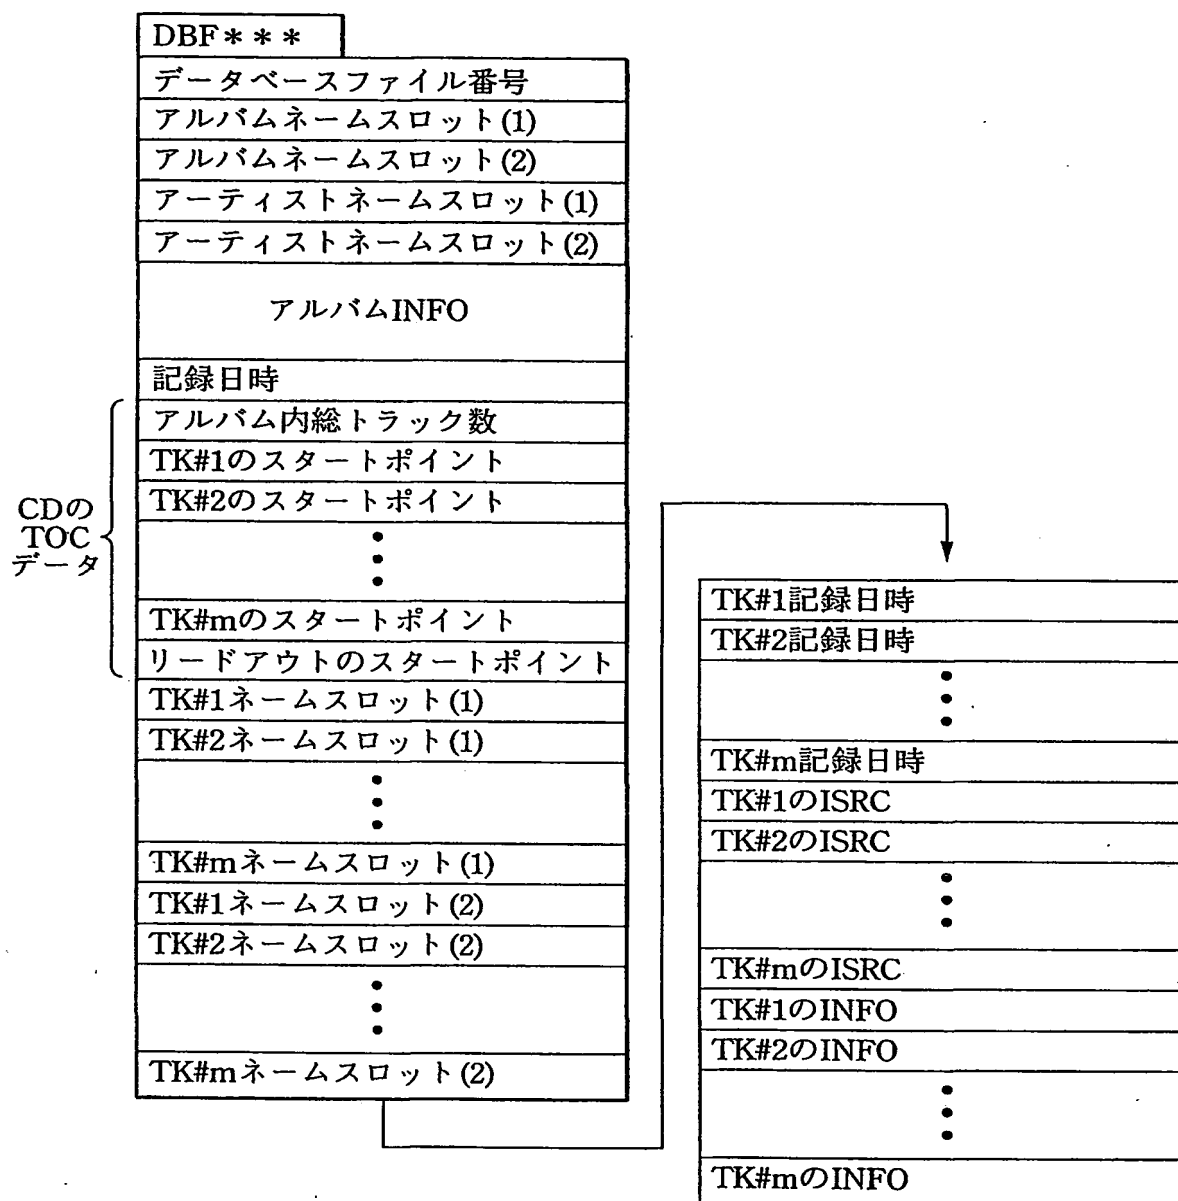 DBF＊＊＊
データベースファイル番号
アルバムネームスロット(1)
アルバムネームスロット(2)
アーティストネームスロット(1)
アーティストネームスロット(2)
アルバムINFO
記録日時
CDの
TOC
データ
アルバム内総トラック数
TK#1のスタートポイント
TK#2のスタートポイント
TK#mのスタートポイント
リードアウトのスタートポイント
TK#1ネームスロット(1)
TK#2ネームスロット(1)
TK#mネームスロット(1)
TK#1ネームスロット(2)
TK#2ネームスロット(2)
TK#mネームスロット(2)
TK#1記録日時
TK#2記録日時
TK#m記録日時
TK#1のISRC
TK#2のISRC
TK#mのISRC
TK#1のINFO
TK#2のINFO
TK#mのINFO